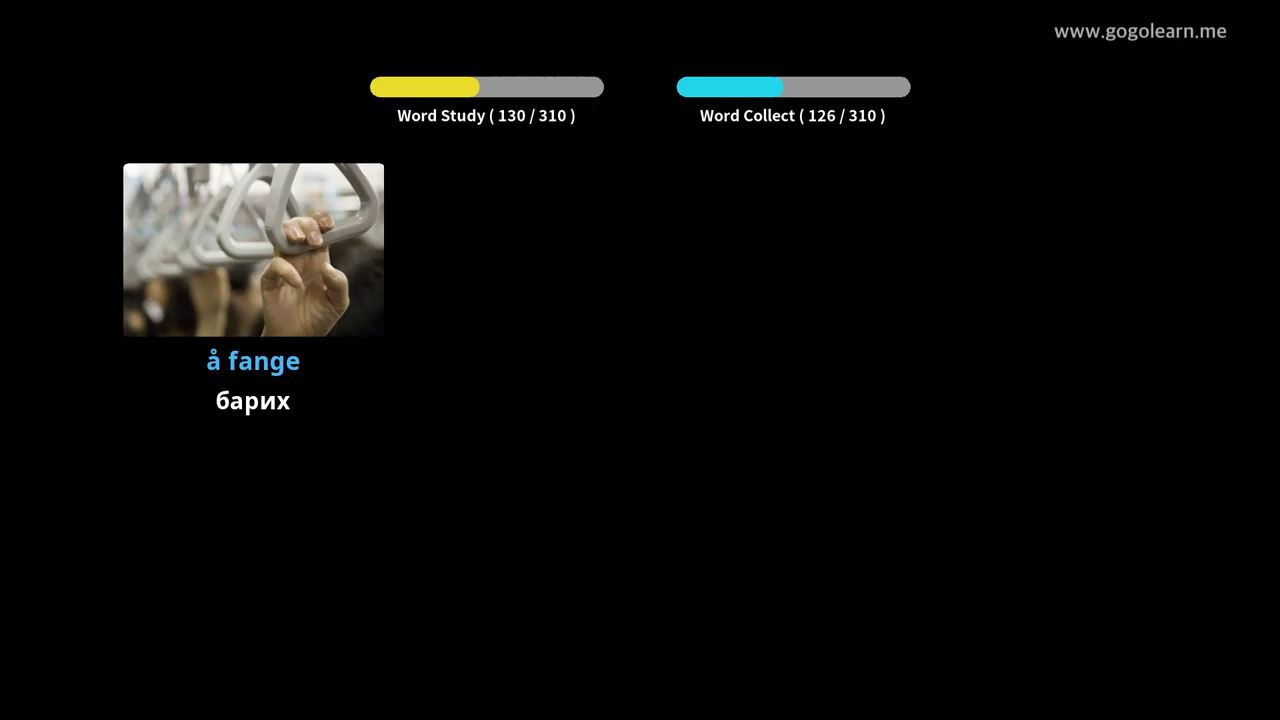 www.gogolearn.me
Word Study ( 130 / 310 )
Word Collect ( 126 / 310 )
å fange
барих